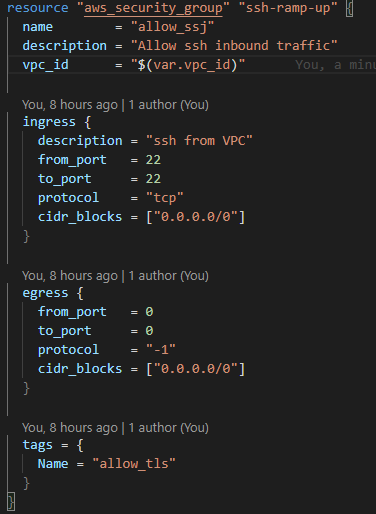 resource "aws_security_group" "ssh-ramp-up" {
name = "allow_ssj"
description = "Allow ssh inbound traffic"
vpc_id = "$(var.vpc_id)" You, a minu
You, 8 hours ago | 1 author (You)
ingress {
description = "ssh from VPC"
from_port = 22
to_port = 22
protocol = "tcp"
cidr_blocks = ["0.0.0.0/0"]
}
You, 8 hours ago | 1 author (You)
egress {
from_port = 0
to_port = 0
protocol = "-1"
cidr_blocks = ["0.0.0.0/0"]
}
You, 8 hours ago | 1 author (You)
tags = {
Name = "allow_tls"
}
}